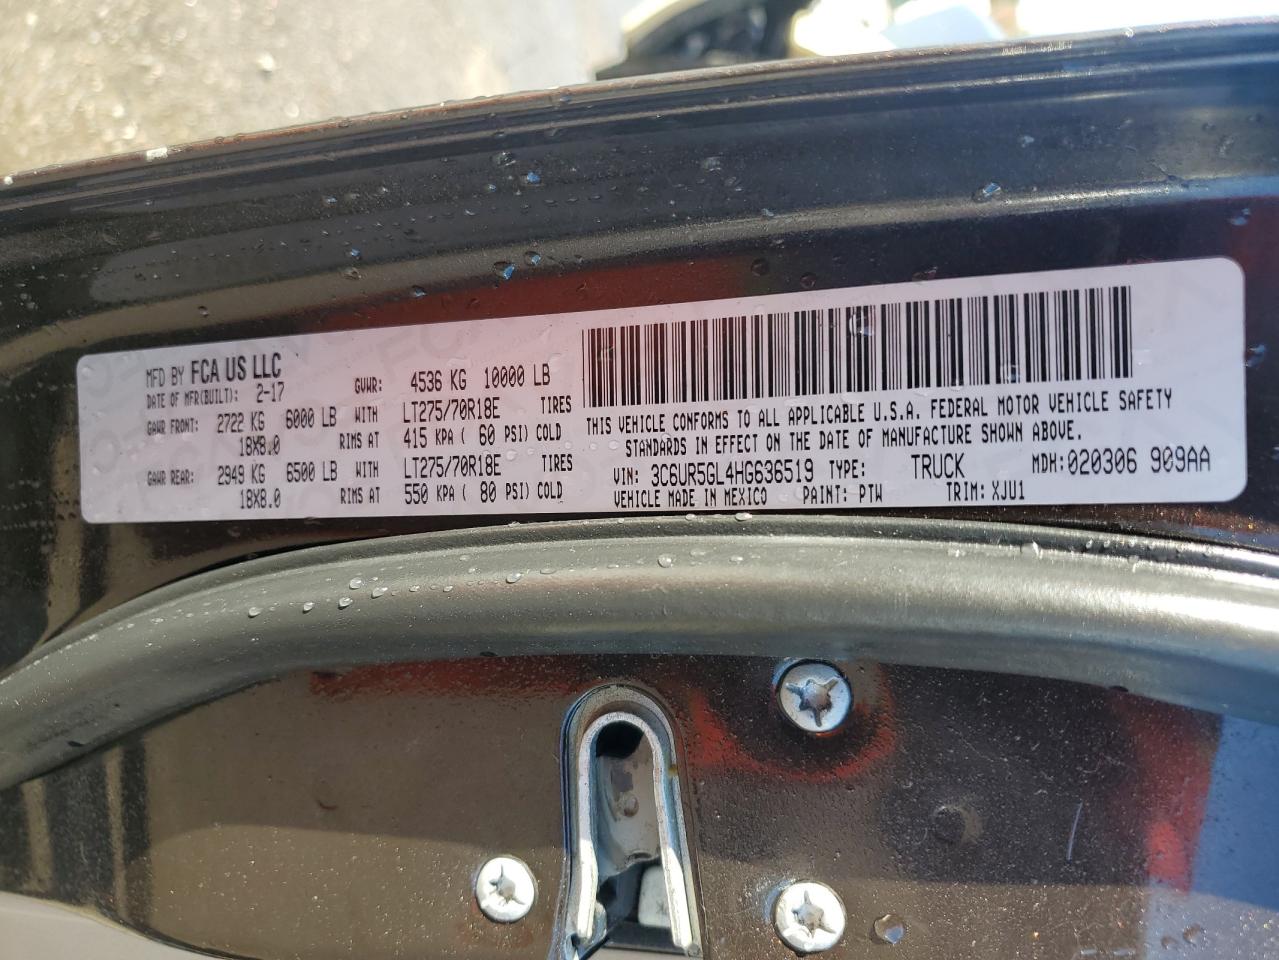 MFD BY FCA US LLC
DATE OF MFR(BUILT): 2-17 GVWR: 4536 KG 10000 LB
GAWR FRONT: 2722 KG 6000 LB WITH LT275/70R18E TIRES
18X8.0 RIMS AT 415 KPA ( 60 PSI) COLD
GAWR REAR: 2949 KG 6500 LB WITH LT275/70R18E TIRES
18X8.0 RIMS AT 550 KPA ( 80 PSI) COLD
THIS VEHICLE CONFORMS TO ALL APPLICABLE U.S.A. FEDERAL MOTOR VEHICLE SAFETY
STANDARDS IN EFFECT ON THE DATE OF MANUFACTURE SHOWN ABOVE.
VIN: 3C6UR5GL4HG636519 TYPE: TRUCK MDH:020306 909AA
VEHICLE MADE IN MEXICO PAINT: PTW TRIM: XJU1